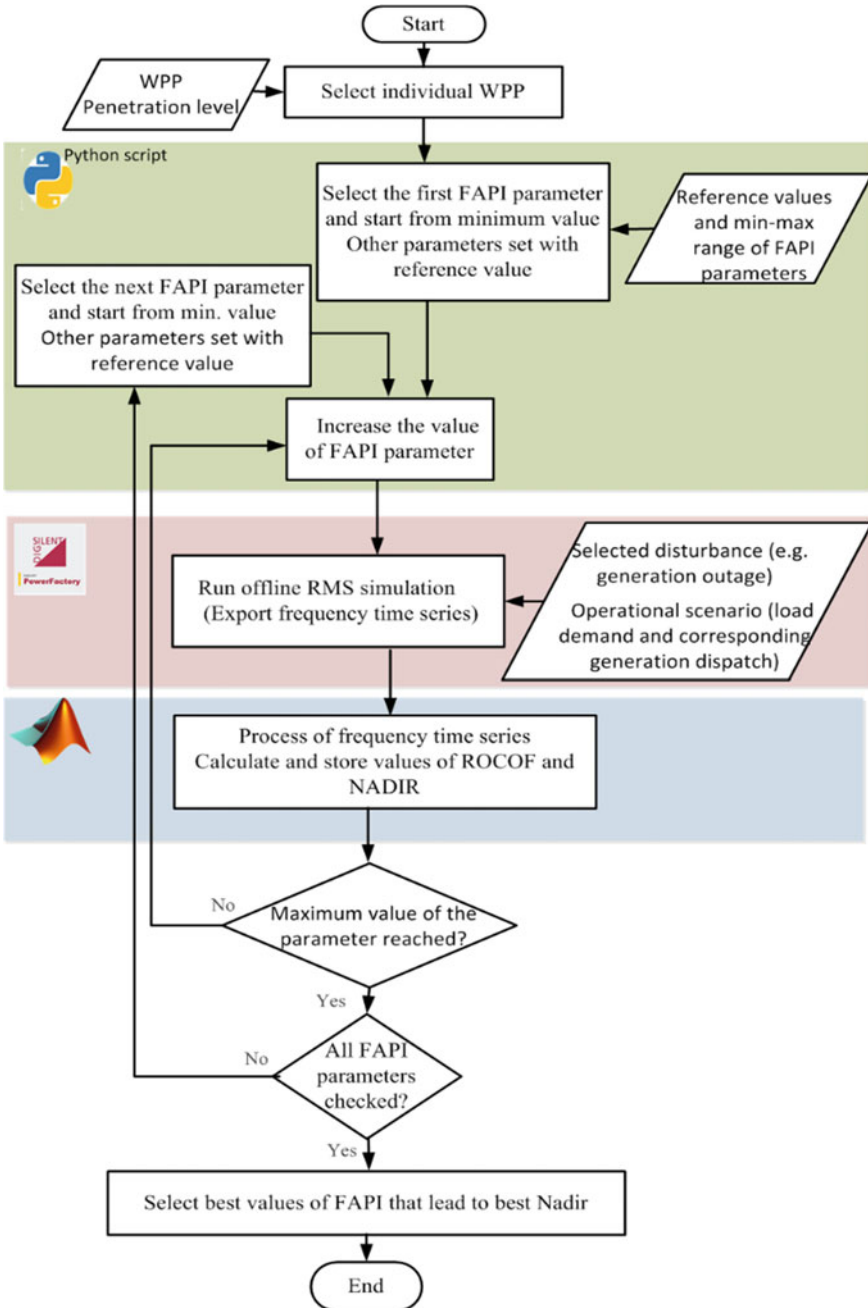 Start
WPP
Penetration level
Select individual WPP
Python script
Select the first FAPI parameter
and start from minimum value
Other parameters set with
reference value
Reference values
and min-max
range of FAPI
parameters
Select the next FAPI parameter
and start from min. value
Other parameters set with
reference value
Increase the value
of FAPI parameter
DIgSILENT
PowerFactory
Run offline RMS simulation
(Export frequency time series)
Selected disturbance (e.g.
generation outage)
Operational scenario (load
demand and corresponding
generation dispatch)
Process of frequency time series
Calculate and store values of ROCOF and
NADIR
No
Maximum value of the
parameter reached?
Yes
No
All FAPI
parameters
checked?
Yes
Select best values of FAPI that lead to best Nadir
End